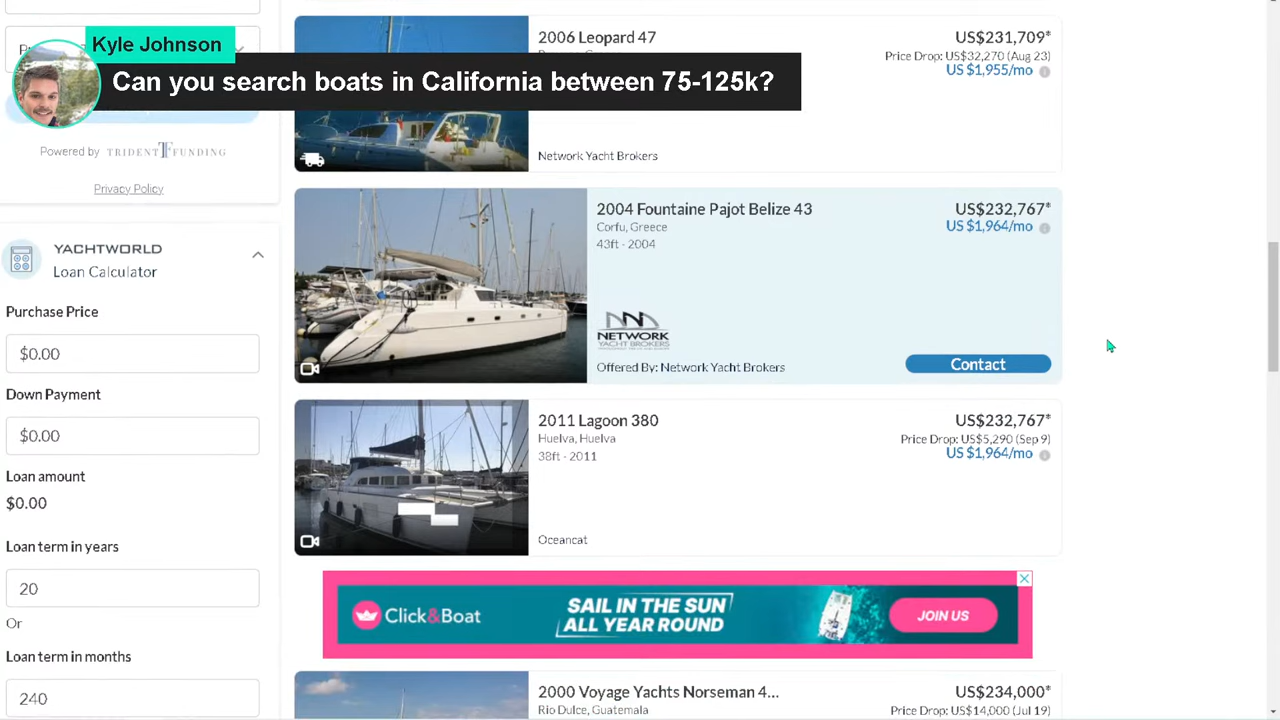 Kyle Johnson
Can you search boats in California between 75-125k?
Powered by TRIDENT FUNDING
Privacy Policy
YACHTWORLD
Loan Calculator
Purchase Price
$0.00
Down Payment
$0.00
Loan amount
$0.00
Loan term in years
20
Or
Loan term in months
240
2006 Leopard 47
US$231,709*
Price Drop: US$32,270 (Aug 23)
US $1,955/mo
Network Yacht Brokers
2004 Fountaine Pajot Belize 43
US$232,767*
Corfu, Greece
US $1,964/mo
43ft - 2004
NETWORK
YACHT BROKERS
Offered By: Network Yacht Brokers
Contact
2011 Lagoon 380
US$232,767*
Huelva, Huelva
Price Drop: US$5,290 (Sep 9)
38ft - 2011
US $1,964/mo
Oceancat
Click&Boat
SAIL IN THE SUN
ALL YEAR ROUND
JOIN US
2000 Voyage Yachts Norseman 4...
US$234,000*
Rio Dulce, Guatemala
Price Drop: US$14,000 (Jul 19)